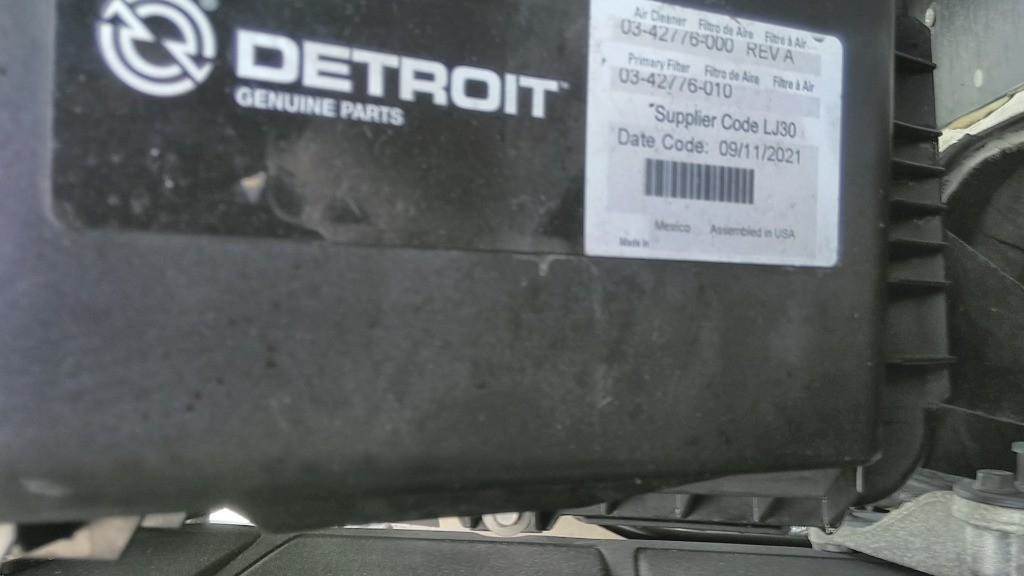 DETROIT™
GENUINE PARTS
Air Cleaner Filtro de Aire Filtre à Air
03-42776-000 REV A
Primary Filter Filtro de Aire Filtre à Air
03-42776-010
Supplier Code LJ30
Date Code: 09/11/2021
Made in Mexico Assembled in USA